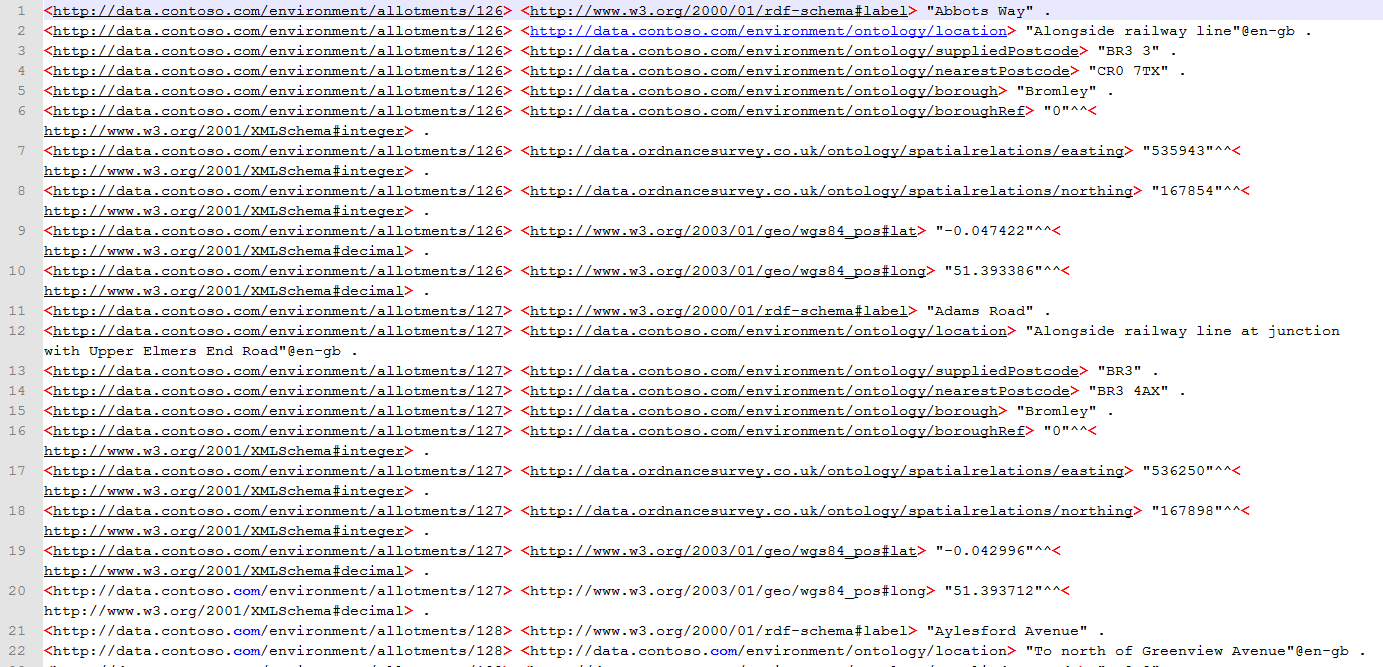 1 <http://data.contoso.com/environment/allotments/126> <http://www.w3.org/2000/01/rdf-schema#label> "Abbots Way" .
2 <http://data.contoso.com/environment/allotments/126> <http://data.contoso.com/environment/ontology/location> "Alongside railway line"@en-gb .
3 <http://data.contoso.com/environment/allotments/126> <http://data.contoso.com/environment/ontology/suppliedPostcode> "BR3 3" .
4 <http://data.contoso.com/environment/allotments/126> <http://data.contoso.com/environment/ontology/nearestPostcode> "CR0 7TX" .
5 <http://data.contoso.com/environment/allotments/126> <http://data.contoso.com/environment/ontology/borough> "Bromley" .
6 <http://data.contoso.com/environment/allotments/126> <http://data.contoso.com/environment/ontology/boroughRef> "0"^^<
http://www.w3.org/2001/XMLSchema#integer> .
7 <http://data.contoso.com/environment/allotments/126> <http://data.ordnancesurvey.co.uk/ontology/spatialrelations/easting> "535943"^^<
http://www.w3.org/2001/XMLSchema#integer> .
8 <http://data.contoso.com/environment/allotments/126> <http://data.ordnancesurvey.co.uk/ontology/spatialrelations/northing> "167854"^^<
http://www.w3.org/2001/XMLSchema#integer> .
9 <http://data.contoso.com/environment/allotments/126> <http://www.w3.org/2003/01/geo/wgs84_pos#lat> "-0.047422"^^<
http://www.w3.org/2001/XMLSchema#decimal> .
10 <http://data.contoso.com/environment/allotments/126> <http://www.w3.org/2003/01/geo/wgs84_pos#long> "51.393386"^^<
http://www.w3.org/2001/XMLSchema#decimal> .
11 <http://data.contoso.com/environment/allotments/127> <http://www.w3.org/2000/01/rdf-schema#label> "Adams Road" .
12 <http://data.contoso.com/environment/allotments/127> <http://data.contoso.com/environment/ontology/location> "Alongside railway line at junction
with Upper Elmers End Road"@en-gb .
13 <http://data.contoso.com/environment/allotments/127> <http://data.contoso.com/environment/ontology/suppliedPostcode> "BR3" .
14 <http://data.contoso.com/environment/allotments/127> <http://data.contoso.com/environment/ontology/nearestPostcode> "BR3 4AX" .
15 <http://data.contoso.com/environment/allotments/127> <http://data.contoso.com/environment/ontology/borough> "Bromley" .
16 <http://data.contoso.com/environment/allotments/127> <http://data.contoso.com/environment/ontology/boroughRef> "0"^^<
http://www.w3.org/2001/XMLSchema#integer> .
17 <http://data.contoso.com/environment/allotments/127> <http://data.ordnancesurvey.co.uk/ontology/spatialrelations/easting> "536250"^^<
http://www.w3.org/2001/XMLSchema#integer> .
18 <http://data.contoso.com/environment/allotments/127> <http://data.ordnancesurvey.co.uk/ontology/spatialrelations/northing> "167898"^^<
http://www.w3.org/2001/XMLSchema#integer> .
19 <http://data.contoso.com/environment/allotments/127> <http://www.w3.org/2003/01/geo/wgs84_pos#lat> "-0.042996"^^<
http://www.w3.org/2001/XMLSchema#decimal> .
20 <http://data.contoso.com/environment/allotments/127> <http://www.w3.org/2003/01/geo/wgs84_pos#long> "51.393712"^^<
http://www.w3.org/2001/XMLSchema#decimal> .
21 <http://data.contoso.com/environment/allotments/128> <http://www.w3.org/2000/01/rdf-schema#label> "Aylesford Avenue" .
22 <http://data.contoso.com/environment/allotments/128> <http://data.contoso.com/environment/ontology/location> "To north of Greenview Avenue"@en-gb .